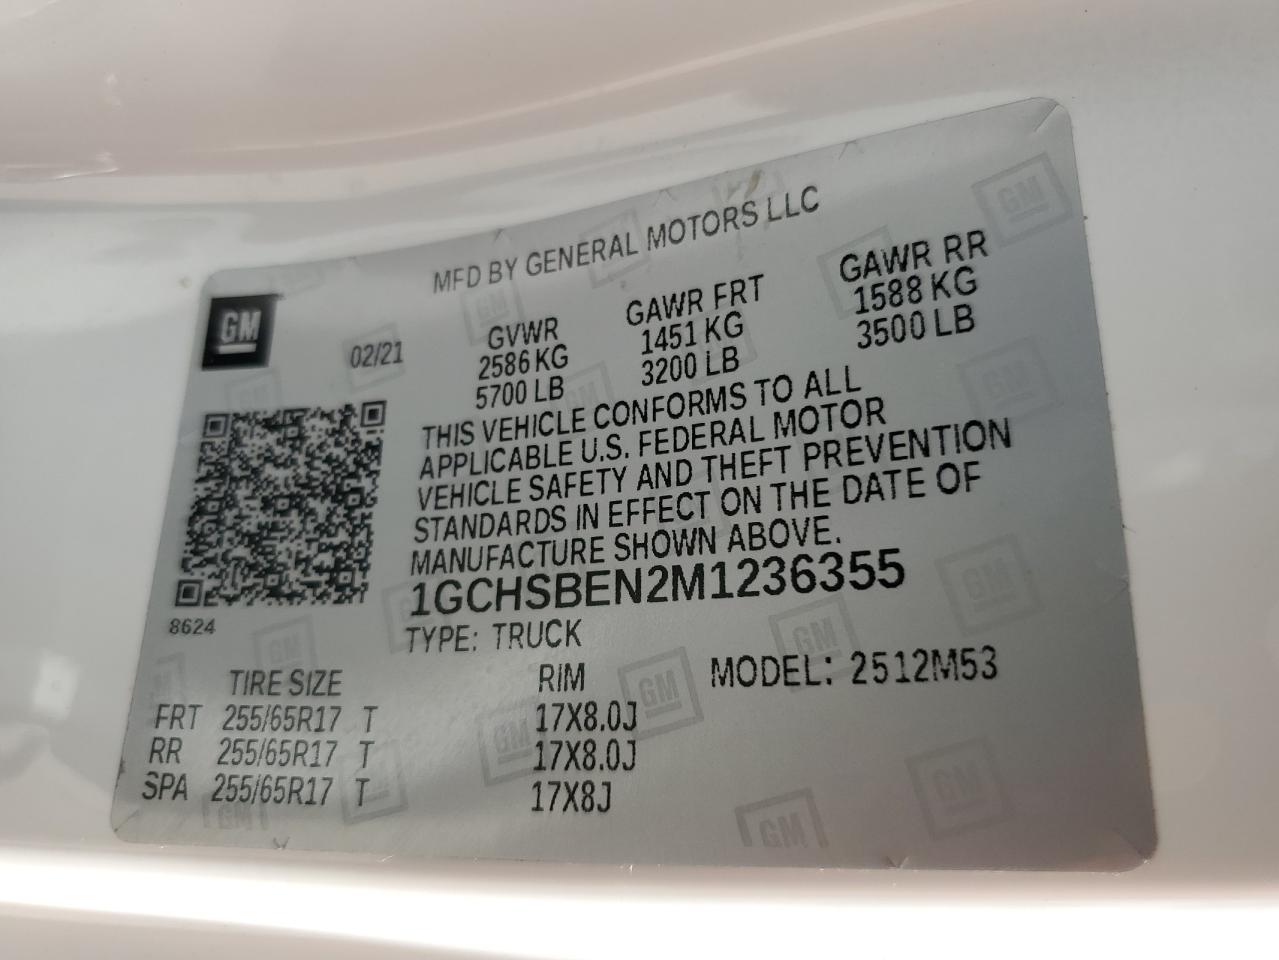 MFD BY GENERAL MOTORS LLC
GM
02/21
GVWR GAWR FRT GAWR RR
2586 KG 1451 KG 1588 KG
5700 LB 3200 LB 3500 LB
THIS VEHICLE CONFORMS TO ALL
APPLICABLE U.S. FEDERAL MOTOR
VEHICLE SAFETY AND THEFT PREVENTION
STANDARDS IN EFFECT ON THE DATE OF
MANUFACTURE SHOWN ABOVE.
1GCHSBEN2M1236355
8624
TYPE: TRUCK
MODEL: 2512M53
TIRE SIZE RIM
FRT 255/65R17 T 17X8.0J
RR 255/65R17 T 17X8.0J
SPA 255/65R17 T 17X8J